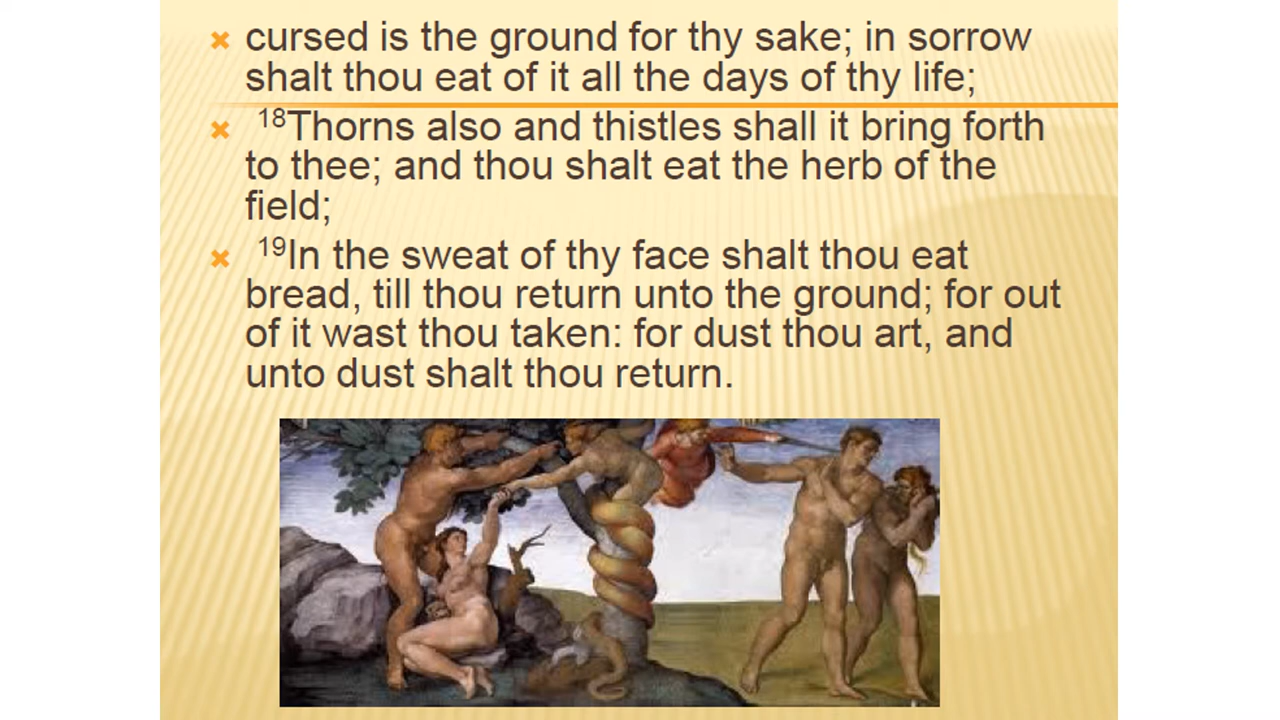 cursed is the ground for thy sake; in sorrow
shalt thou eat of it all the days of thy life;
18Thorns also and thistles shall it bring forth
to thee; and thou shalt eat the herb of the
field;
19In the sweat of thy face shalt thou eat
bread, till thou return unto the ground; for out
of it wast thou taken: for dust thou art, and
unto dust shalt thou return.